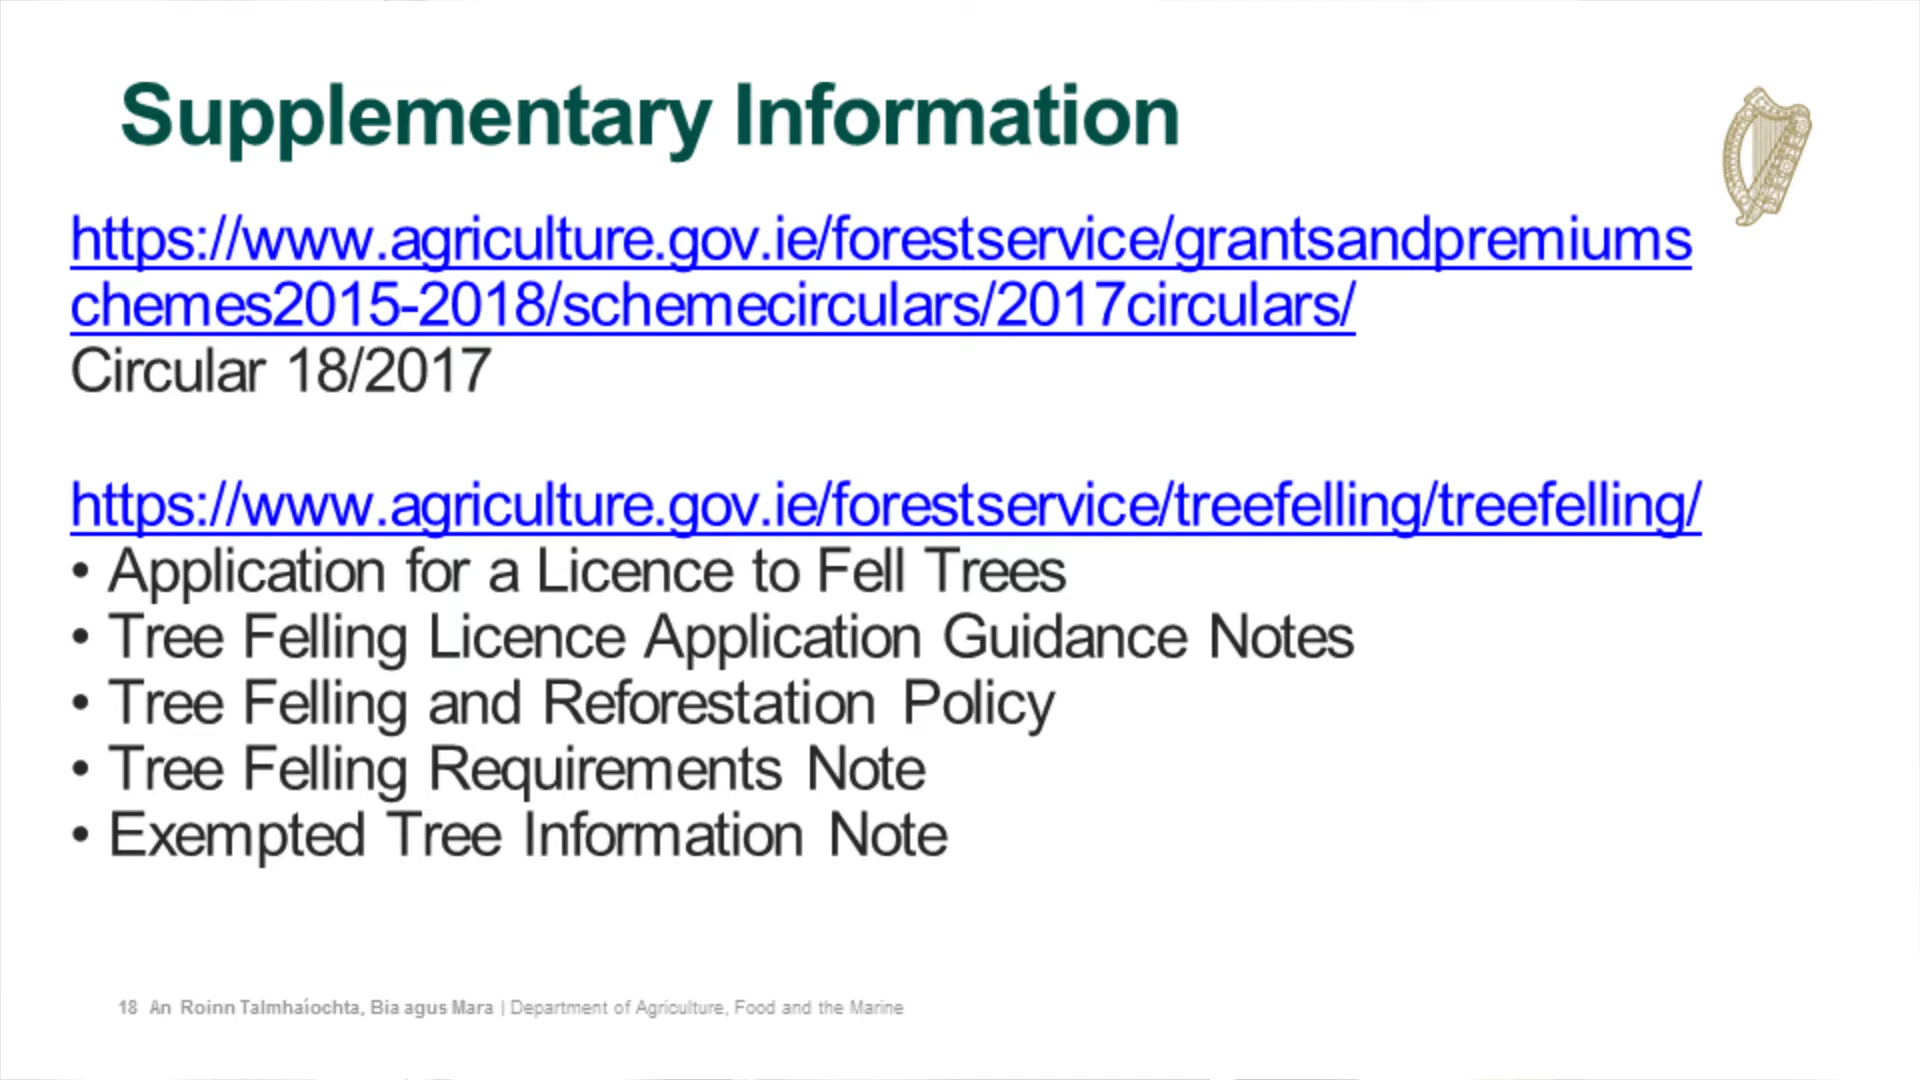 Supplementary Information
https://www.agriculture.gov.ie/forestservice/grantsandpremiums
chemes2015-2018/schemecirculars/2017circulars/
Circular 18/2017
https://www.agriculture.gov.ie/forestservice/treefelling/treefelling/
• Application for a Licence to Fell Trees
• Tree Felling Licence Application Guidance Notes
• Tree Felling and Reforestation Policy
• Tree Felling Requirements Note
• Exempted Tree Information Note
18 An Roinn Talmhaíochta, Bia agus Mara | Department of Agriculture, Food and the Marine